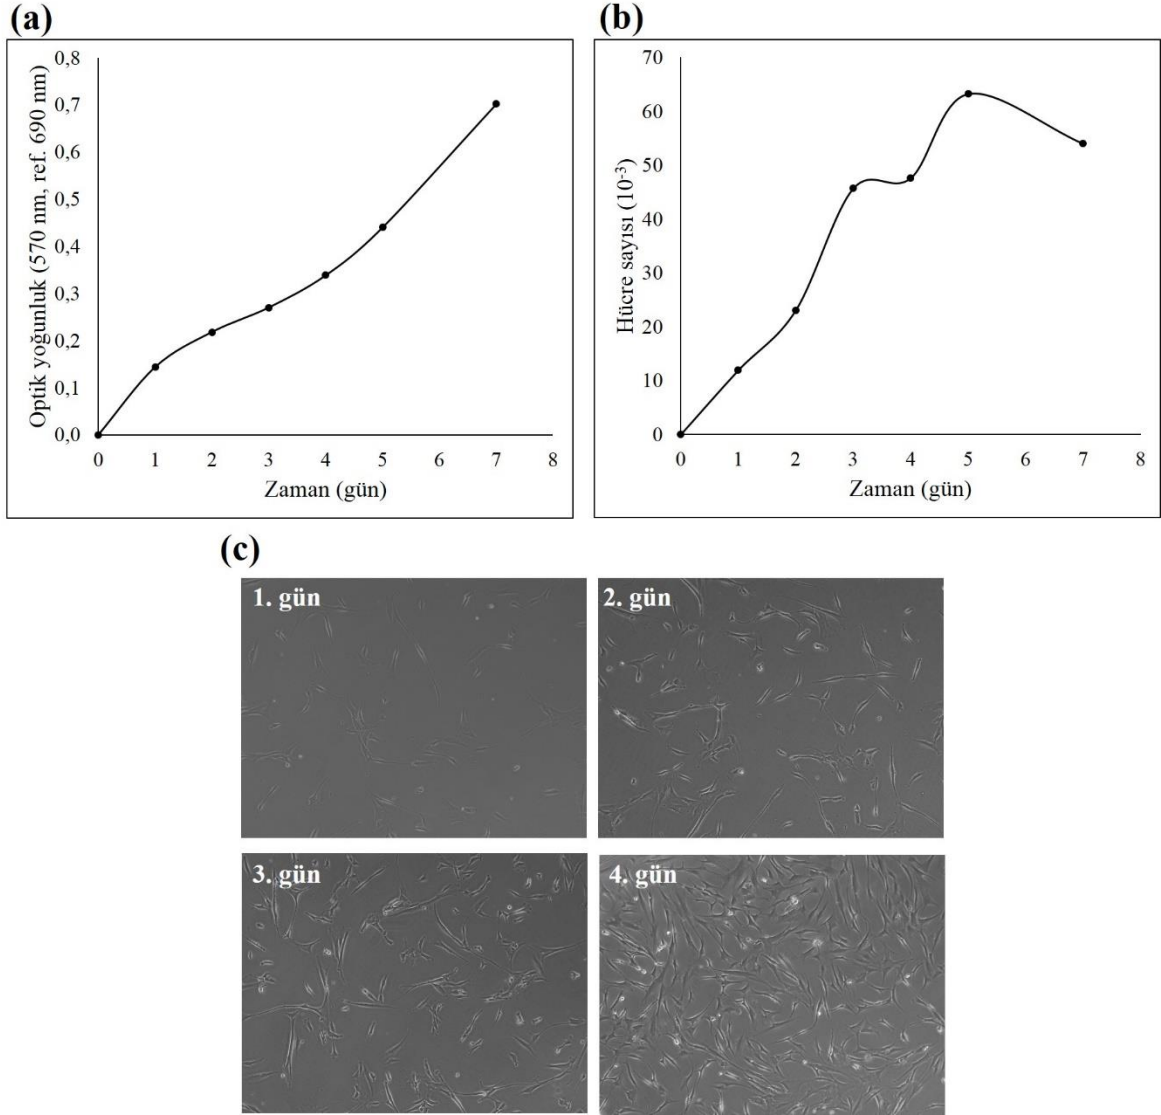 (a)
(b)
Optik yoğunluk (570 nm, ref. 690 nm)
0,8
0,7
0,6
0,5
0,4
0,3
0,2
0,1
0,0
0 1 2 3 4 5 6 7 8
Zaman (gün)
Hücre sayısı (10-3)
70
60
50
40
30
20
10
0
0 1 2 3 4 5 6 7 8
Zaman (gün)
(c)
1. gün
2. gün
3. gün
4. gün